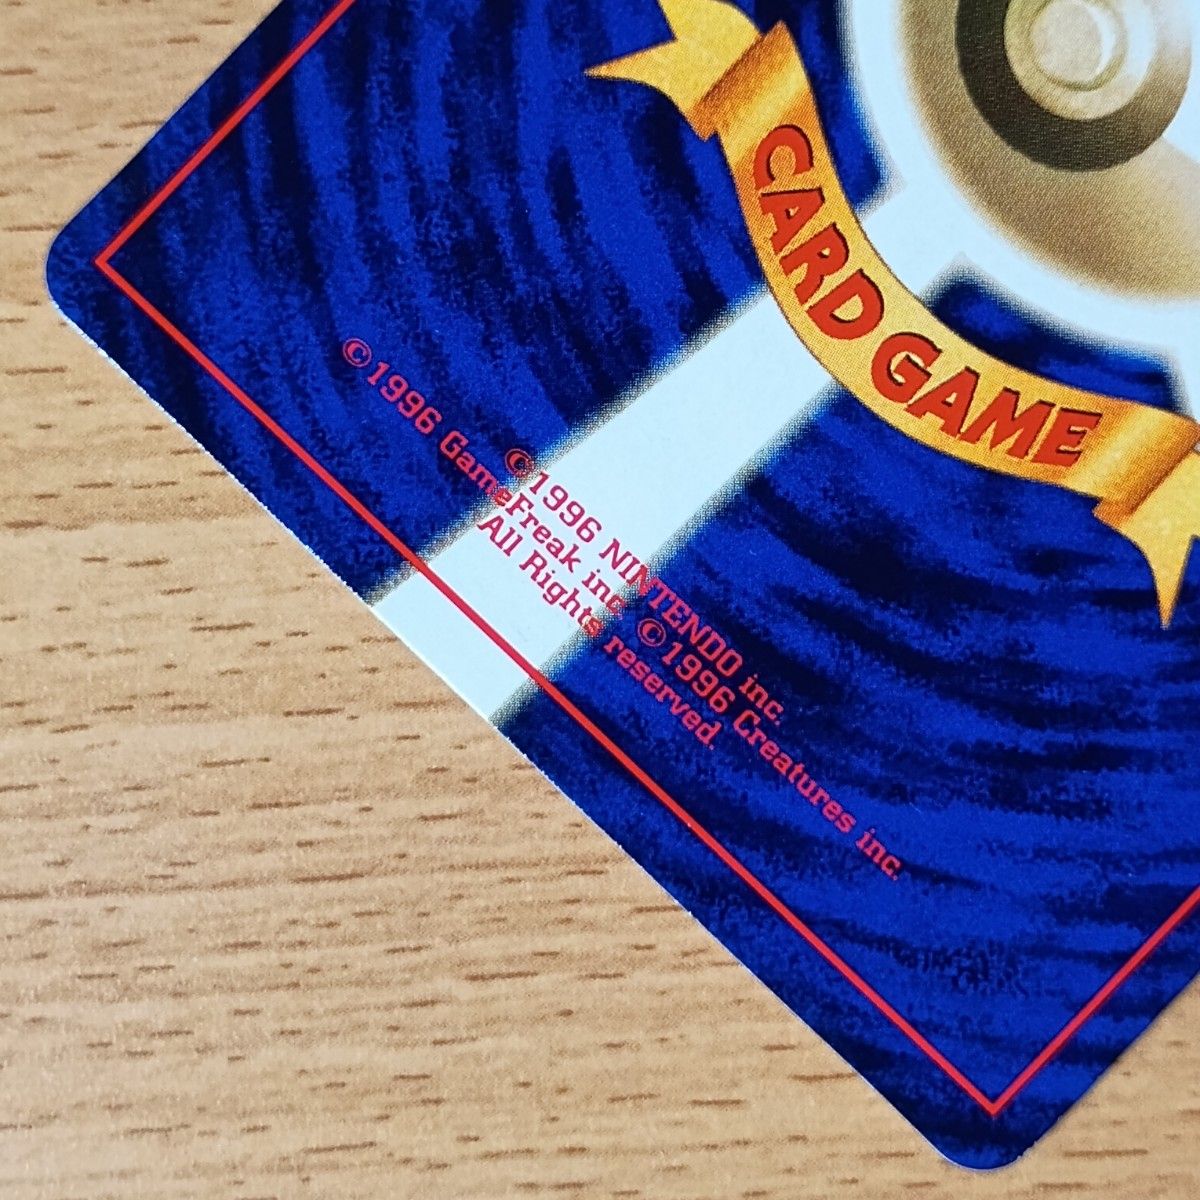 CARD GAME
©1996 NINTENDO inc.
©1996 GameFreak inc. ©1996 Creatures inc.
All Rights reserved.